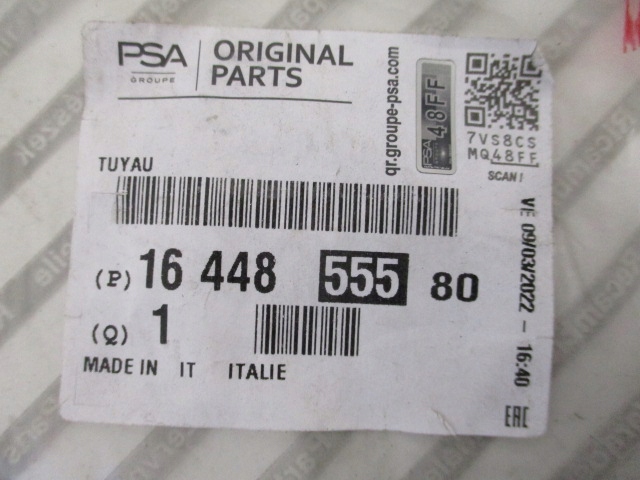 PSA
GROUPE
ORIGINAL
PARTS
qr.groupe-psa.com
PSA
48FF
7VS8CS
MQ48FF
SCAN!
TUYAU
(P) 16 448 555 80
(Q) 1
MADE IN IT ITALIE
VE 09/03/2022 - 16:40
EAC